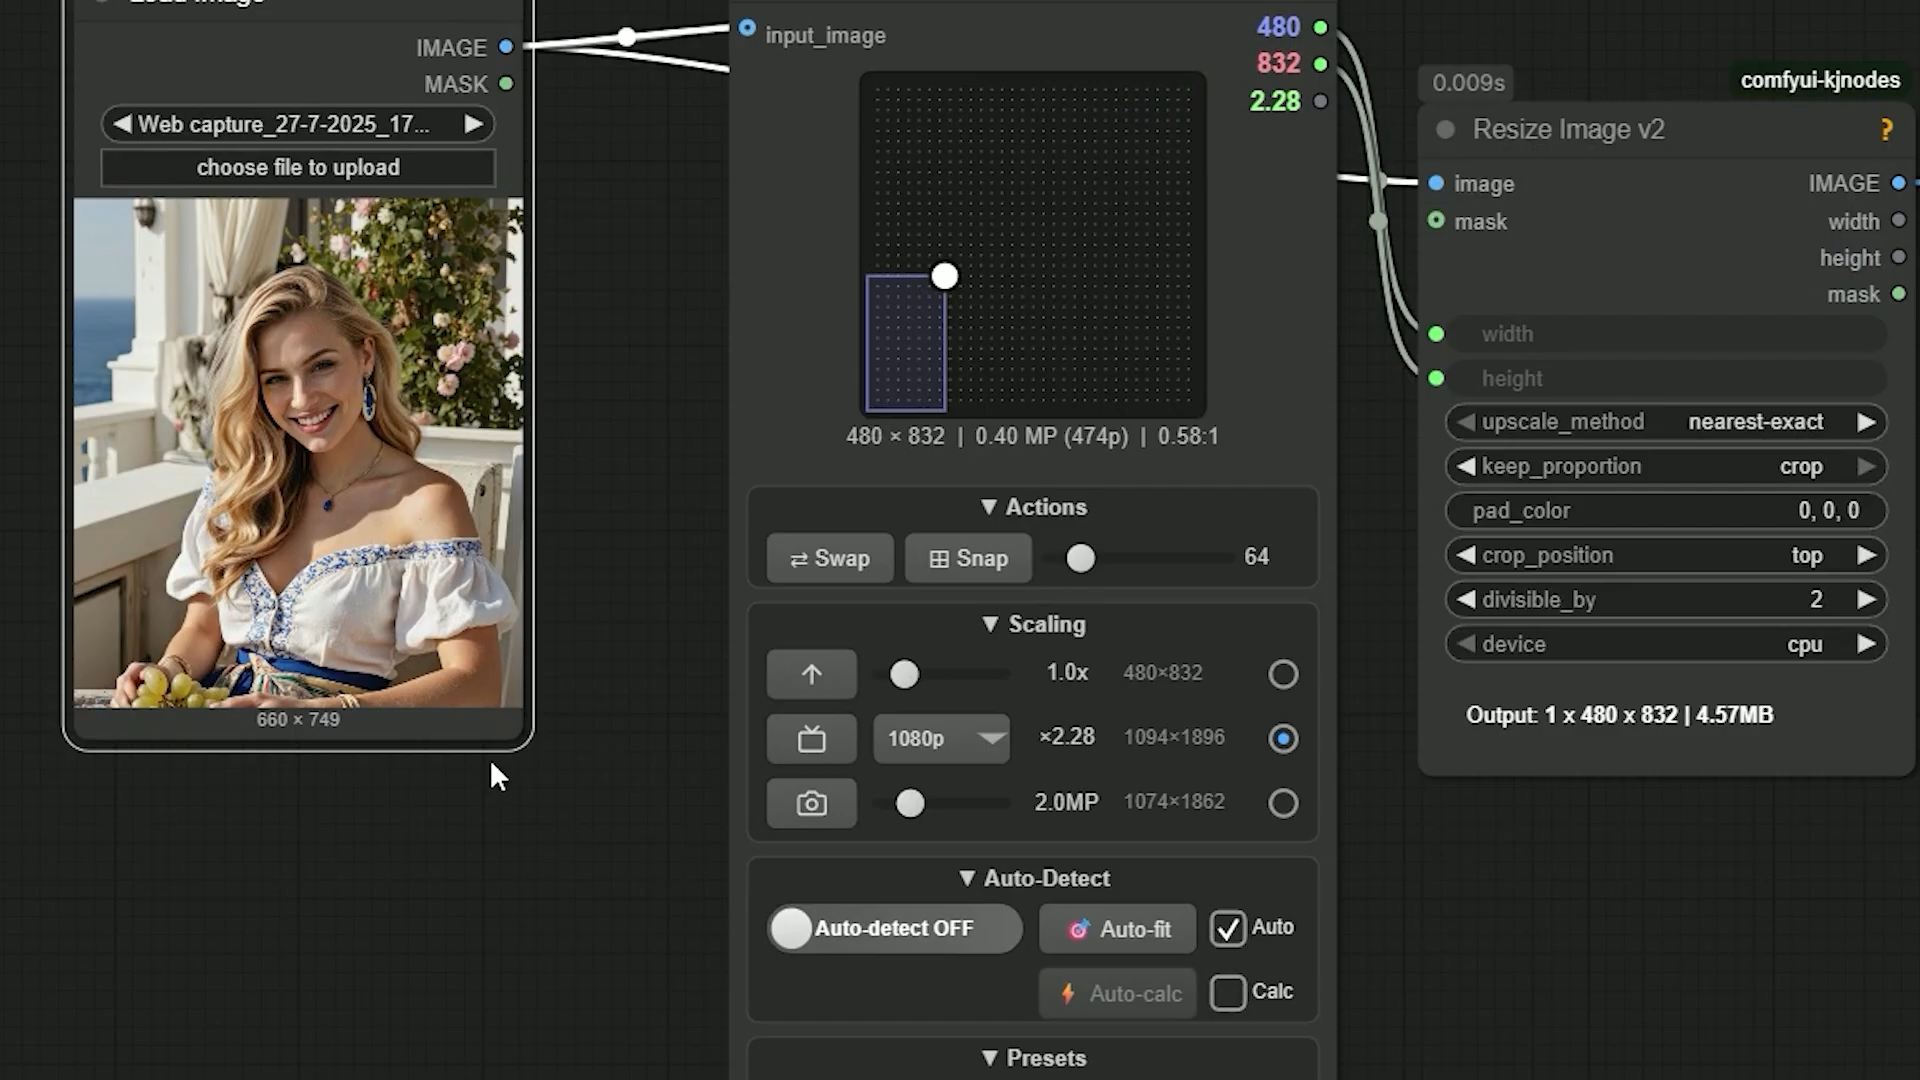 Load Image
IMAGE
MASK
Web capture_27-7-2025_17...
choose file to upload
660 × 749
input_image
480
832
2.28
480 × 832 | 0.40 MP (474p) | 0.58:1
▼ Actions
⇄ Swap
Snap
64
▼ Scaling
1.0x
480×832
1080p
×2.28
1094×1896
2.0MP
1074×1862
▼ Auto-Detect
Auto-detect OFF
Auto-fit
Auto
Auto-calc
Calc
▼ Presets
0.009s
comfyui-kjnodes
Resize Image v2
?
image
IMAGE
mask
width
height
mask
width
height
upscale_method nearest-exact
keep_proportion crop
pad_color 0, 0, 0
crop_position top
divisible_by 2
device cpu
Output: 1 x 480 x 832 | 4.57MB